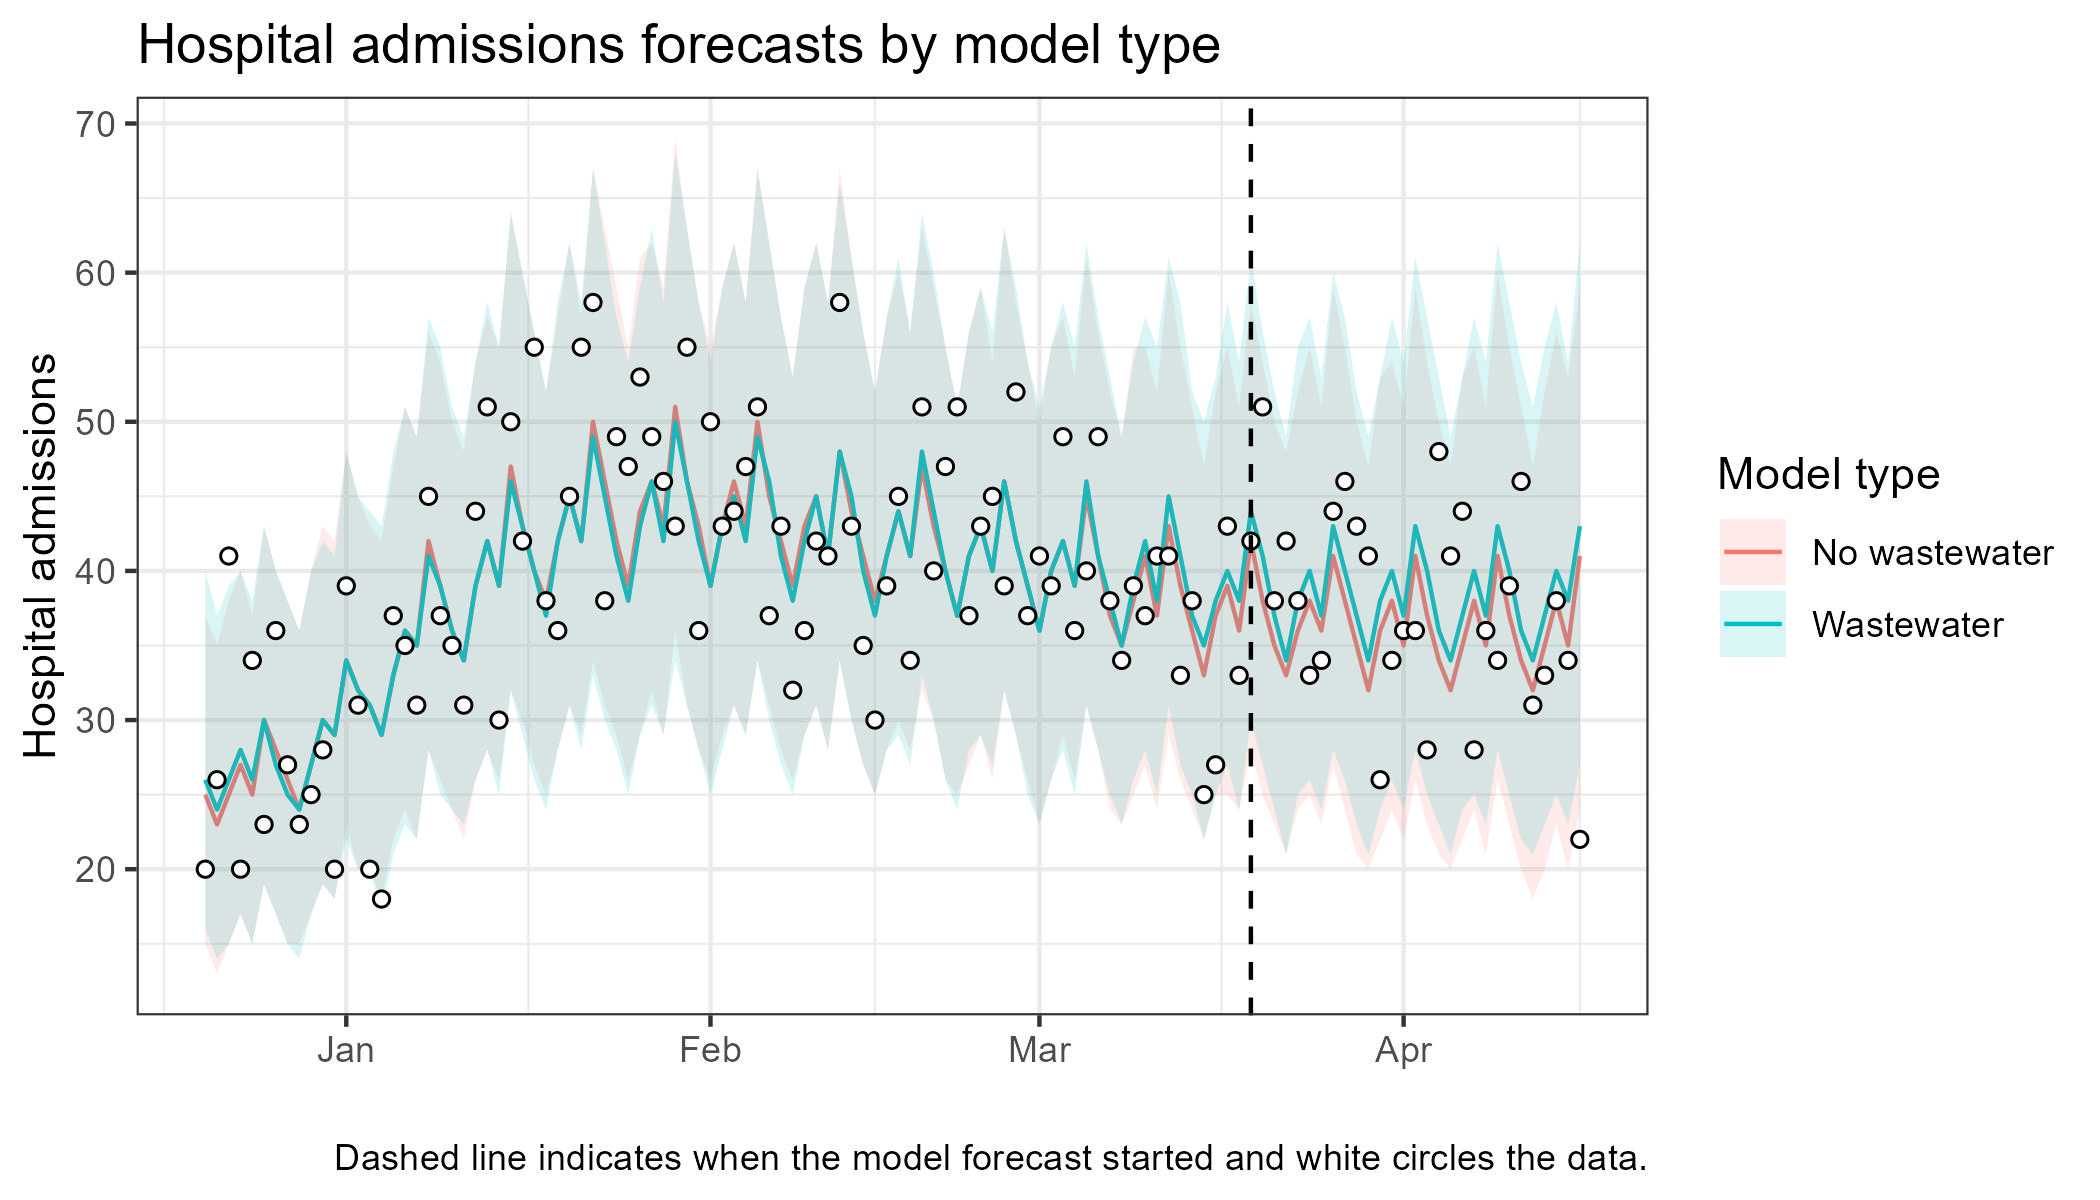 Hospital admissions forecasts by model type
Hospital admissions
70
60
50
40
30
20
Jan
Feb
Mar
Apr
Model type
No wastewater
Wastewater
Dashed line indicates when the model forecast started and white circles the data.